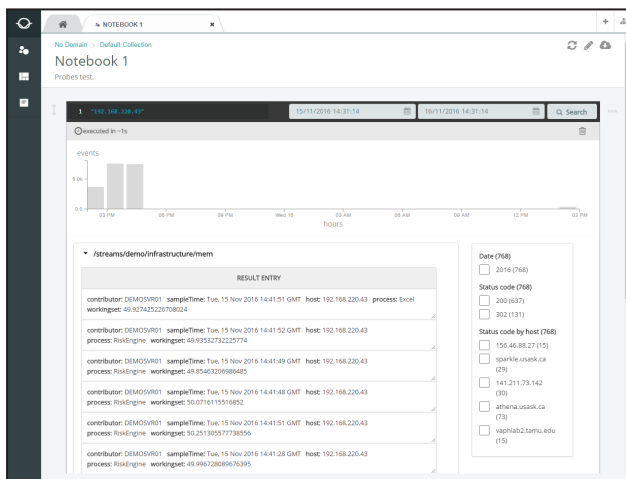 NOTEBOOK 1
No Domain > Default Collection
Notebook 1
Probes test.
1 "192.168.220.43" 15/11/2016 14:31:14 16/11/2016 14:31:14 Search
executed in ~1s
events
5.0k
0.0
03 PM 06 PM 09 PM Wed 16 03 AM 06 AM 09 AM 12 PM 03 PM
hours
/streams/demo/infrastructure/mem
RESULT ENTRY
contributor: DEMOSVR01 sampleTime: Tue, 15 Nov 2016 14:41:51 GMT host: 192.168.220.43 process: Excel
workingset: 49.927425226708024
contributor: DEMOSVR01 sampleTime: Tue, 15 Nov 2016 14:41:52 GMT host: 192.168.220.43
process: RiskEngine workingset: 49.93532732225774
contributor: DEMOSVR01 sampleTime: Tue, 15 Nov 2016 14:41:49 GMT host: 192.168.220.43
process: RiskEngine workingset: 49.85463206986485
contributor: DEMOSVR01 sampleTime: Tue, 15 Nov 2016 14:41:48 GMT host: 192.168.220.43
process: RiskEngine workingset: 50.0716115516852
contributor: DEMOSVR01 sampleTime: Tue, 15 Nov 2016 14:41:51 GMT host: 192.168.220.43
process: RiskEngine workingset: 50.251305577738556
contributor: DEMOSVR01 sampleTime: Tue, 15 Nov 2016 14:41:28 GMT host: 192.168.220.43
process: RiskEngine workingset: 49.996728089676395
Date (768)
2016 (768)
Status code (768)
200 (637)
302 (131)
Status code by host (768)
156.46.88.27 (15)
sparkle.usask.ca
(29)
141.211.73.142
(30)
athena.usask.ca
(73)
vaphlab2.tamu.edu
(15)